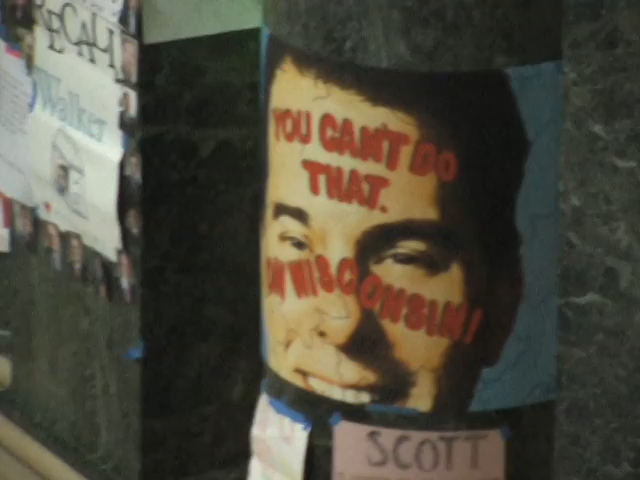 RECALL
Walker
YOU CAN'T DO
THAT.
IN WISCONSIN!
SCOTT